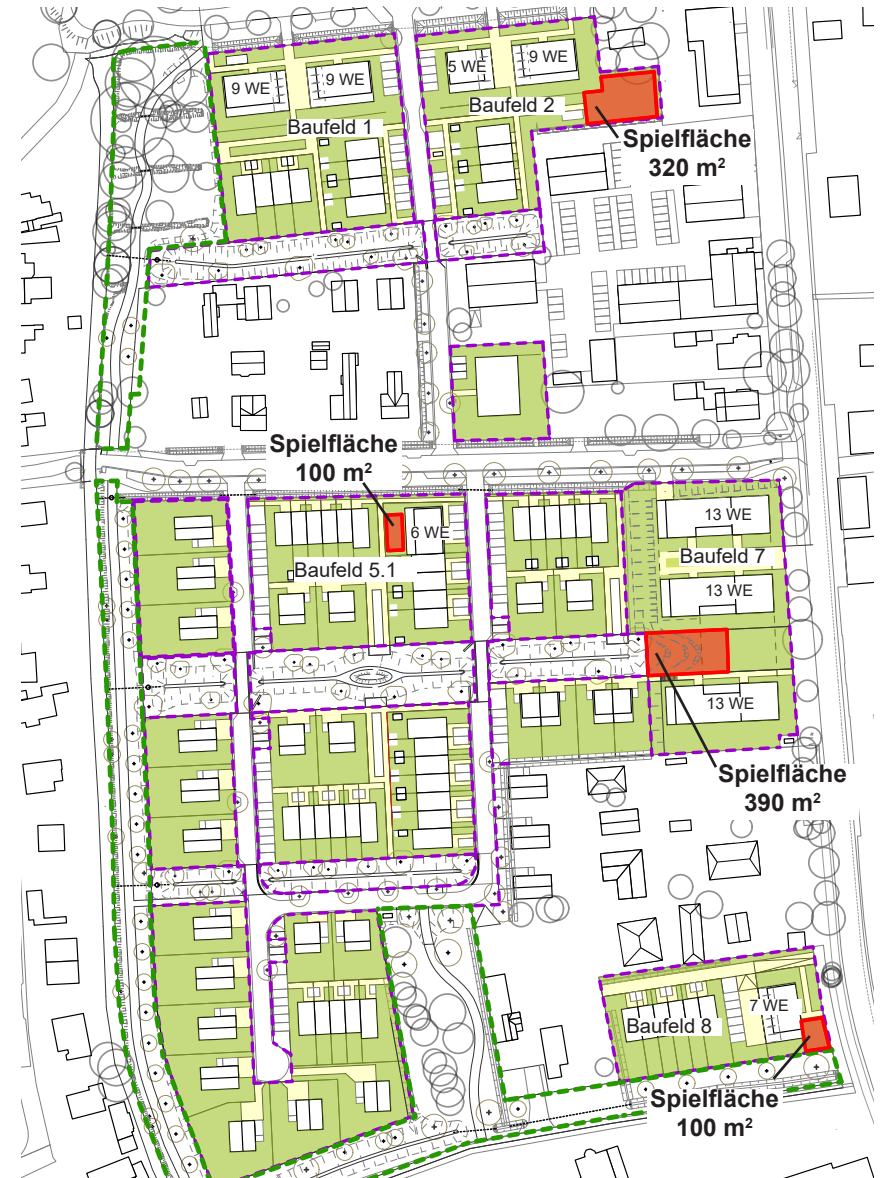 5 WE
9 WE
9 WE
9 WE
Baufeld 2
Baufeld 1
Spielfläche
320 m²
Spielfläche
100 m²
13 WE
6 WE
Baufeld 7
Baufeld 5.1
13 WE
13 WE
Spielfläche
390 m²
7 WE
Baufeld 8
Spielfläche
100 m²